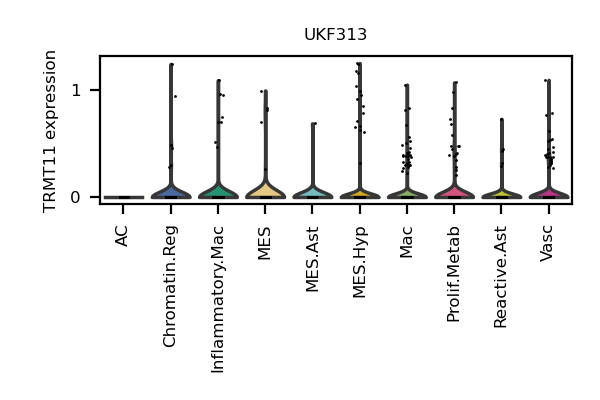 UKF313
TRMT11 expression
1
0
AC
Chromatin.Reg
Inflammatory.Mac
MES
MES.Ast
MES.Hyp
Mac
Prolif.Metab
Reactive.Ast
Vasc